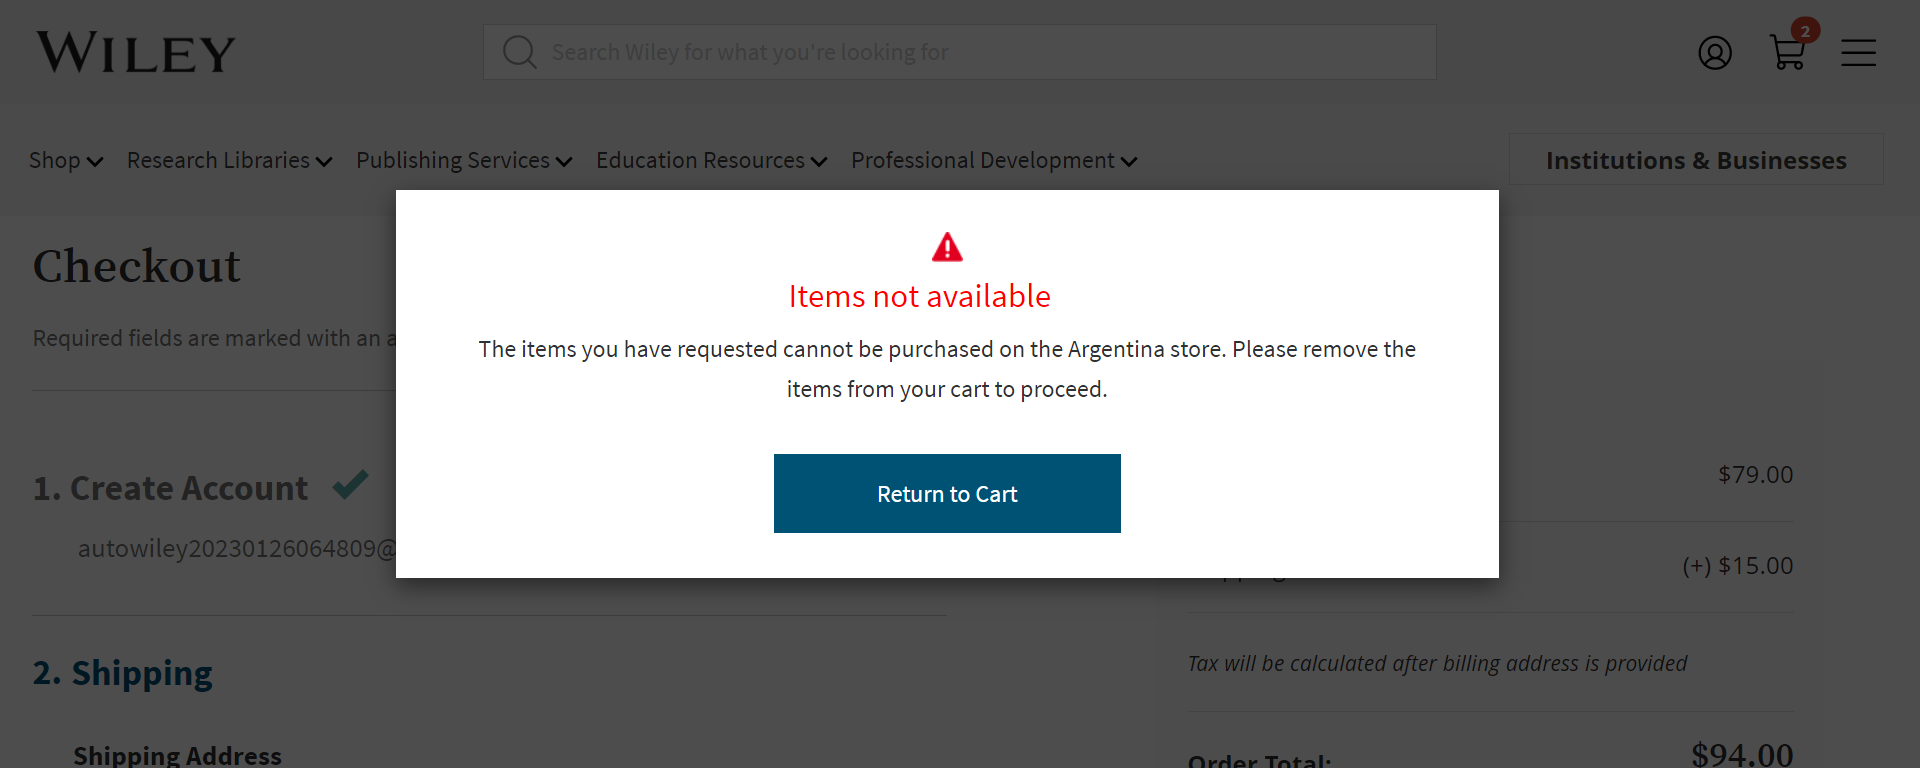 WILEY
Search Wiley for what you're looking for
2
Shop
Research Libraries
Publishing Services
Education Resources
Professional Development
Institutions & Businesses
Checkout
Required fields are marked with an a
Items not available
The items you have requested cannot be purchased on the Argentina store. Please remove the
items from your cart to proceed.
Return to Cart
1. Create Account
autowiley20230126064809@
$79.00
(+) $15.00
2. Shipping
Tax will be calculated after billing address is provided
Shipping Address
Order Total:
$94.00